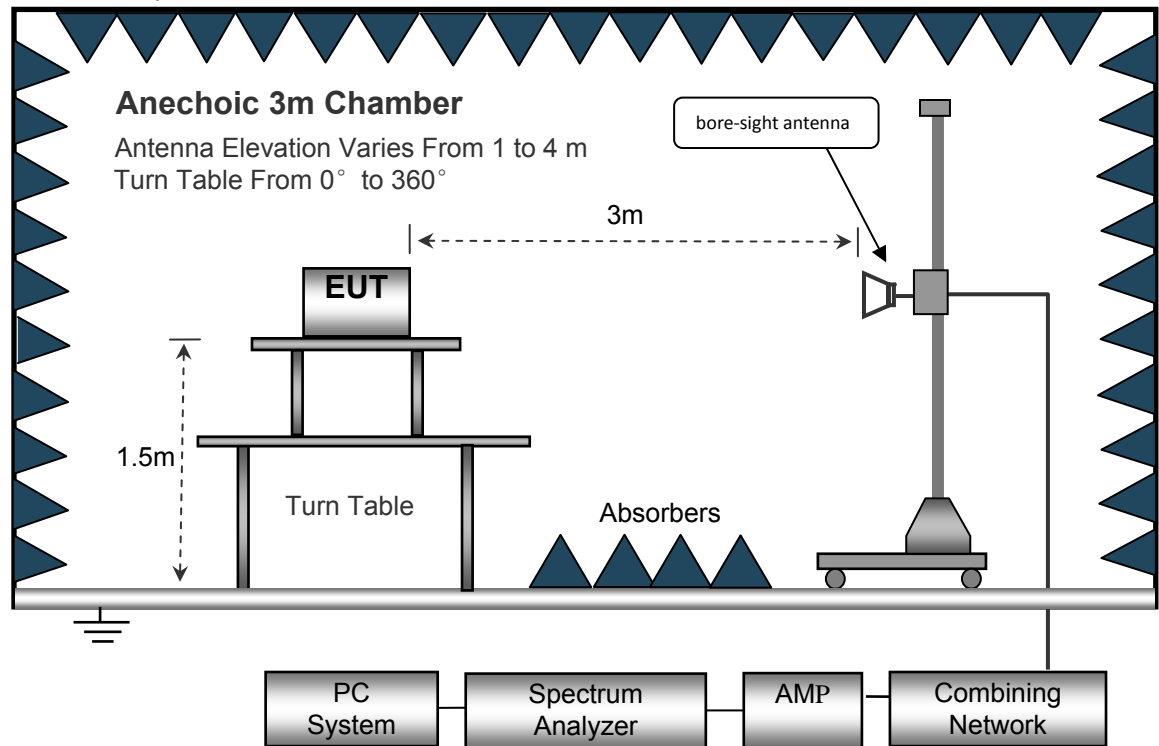 Anechoic 3m Chamber
Antenna Elevation Varies From 1 to 4 m
Turn Table From 0° to 360°
bore-sight antenna
3m
EUT
1.5m
Turn Table
Absorbers
PC
System
Spectrum
Analyzer
AMP
Combining
Network